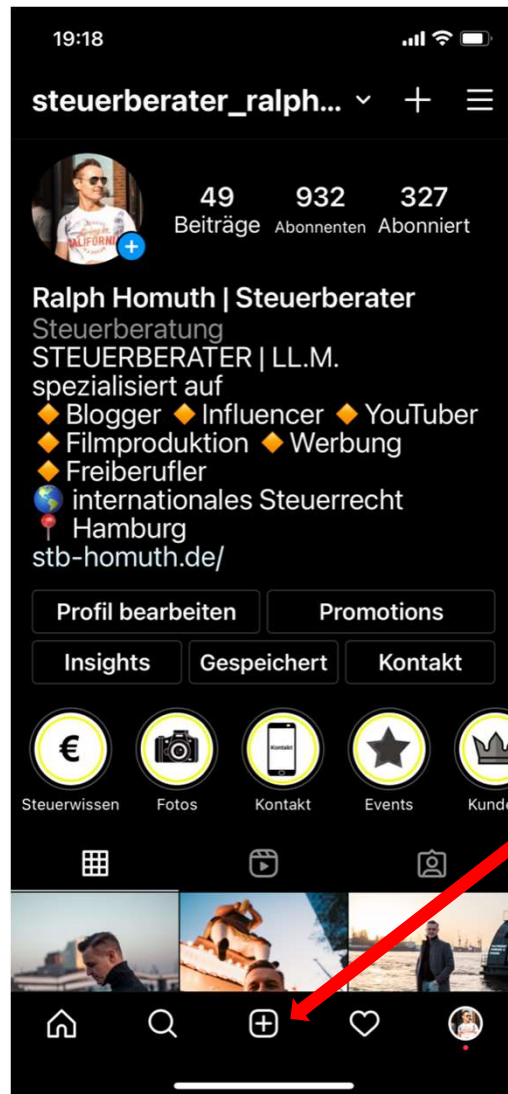 19:18
steuerberater_ralph...
49 932 327
Beiträge Abonnenten Abonniert
Ralph Homuth | Steuerberater
Steuerberatung
STEUERBERATER | LL.M.
spezialisiert auf
🔸Blogger 🔸Influencer 🔸YouTuber
🔸Filmproduktion 🔸Werbung
🔸Freiberufler
🌎 internationales Steuerrecht
📍 Hamburg
stb-homuth.de/
Profil bearbeiten Promotions
Insights Gespeichert Kontakt
€
Kontakt
Steuerwissen Fotos Kontakt Events Kunde